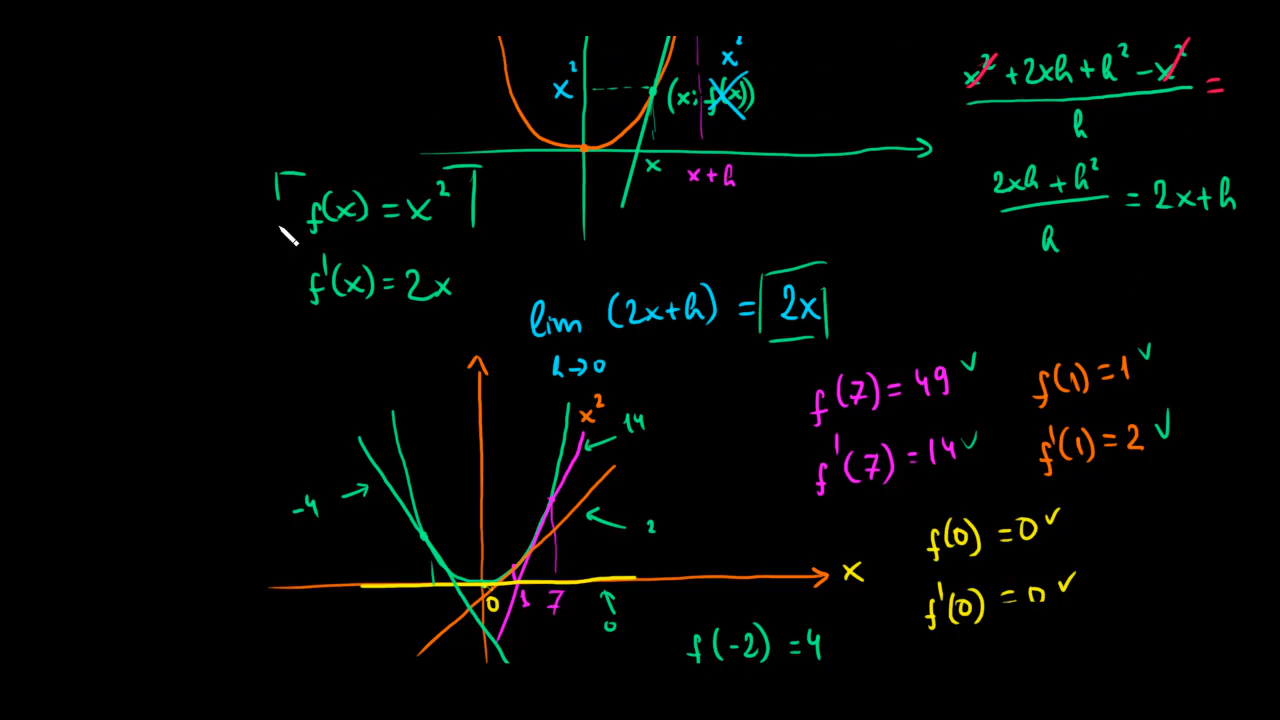 x²
x²
(x; f(x))
x
x+h
x² + 2xh + h² - x² =
h
2xh + h²
h
= 2x + h
f(x) = x²
f'(x) = 2x
lim (2x+h) = 2x
h→0
f(7) = 49 ✓
f'(7) = 14 ✓
f(1) = 1 ✓
f'(1) = 2 ✓
x²
14
-4
2
f(0) = 0 ✓
f'(0) = 0 ✓
x
0
1
7
0
f(-2) = 4